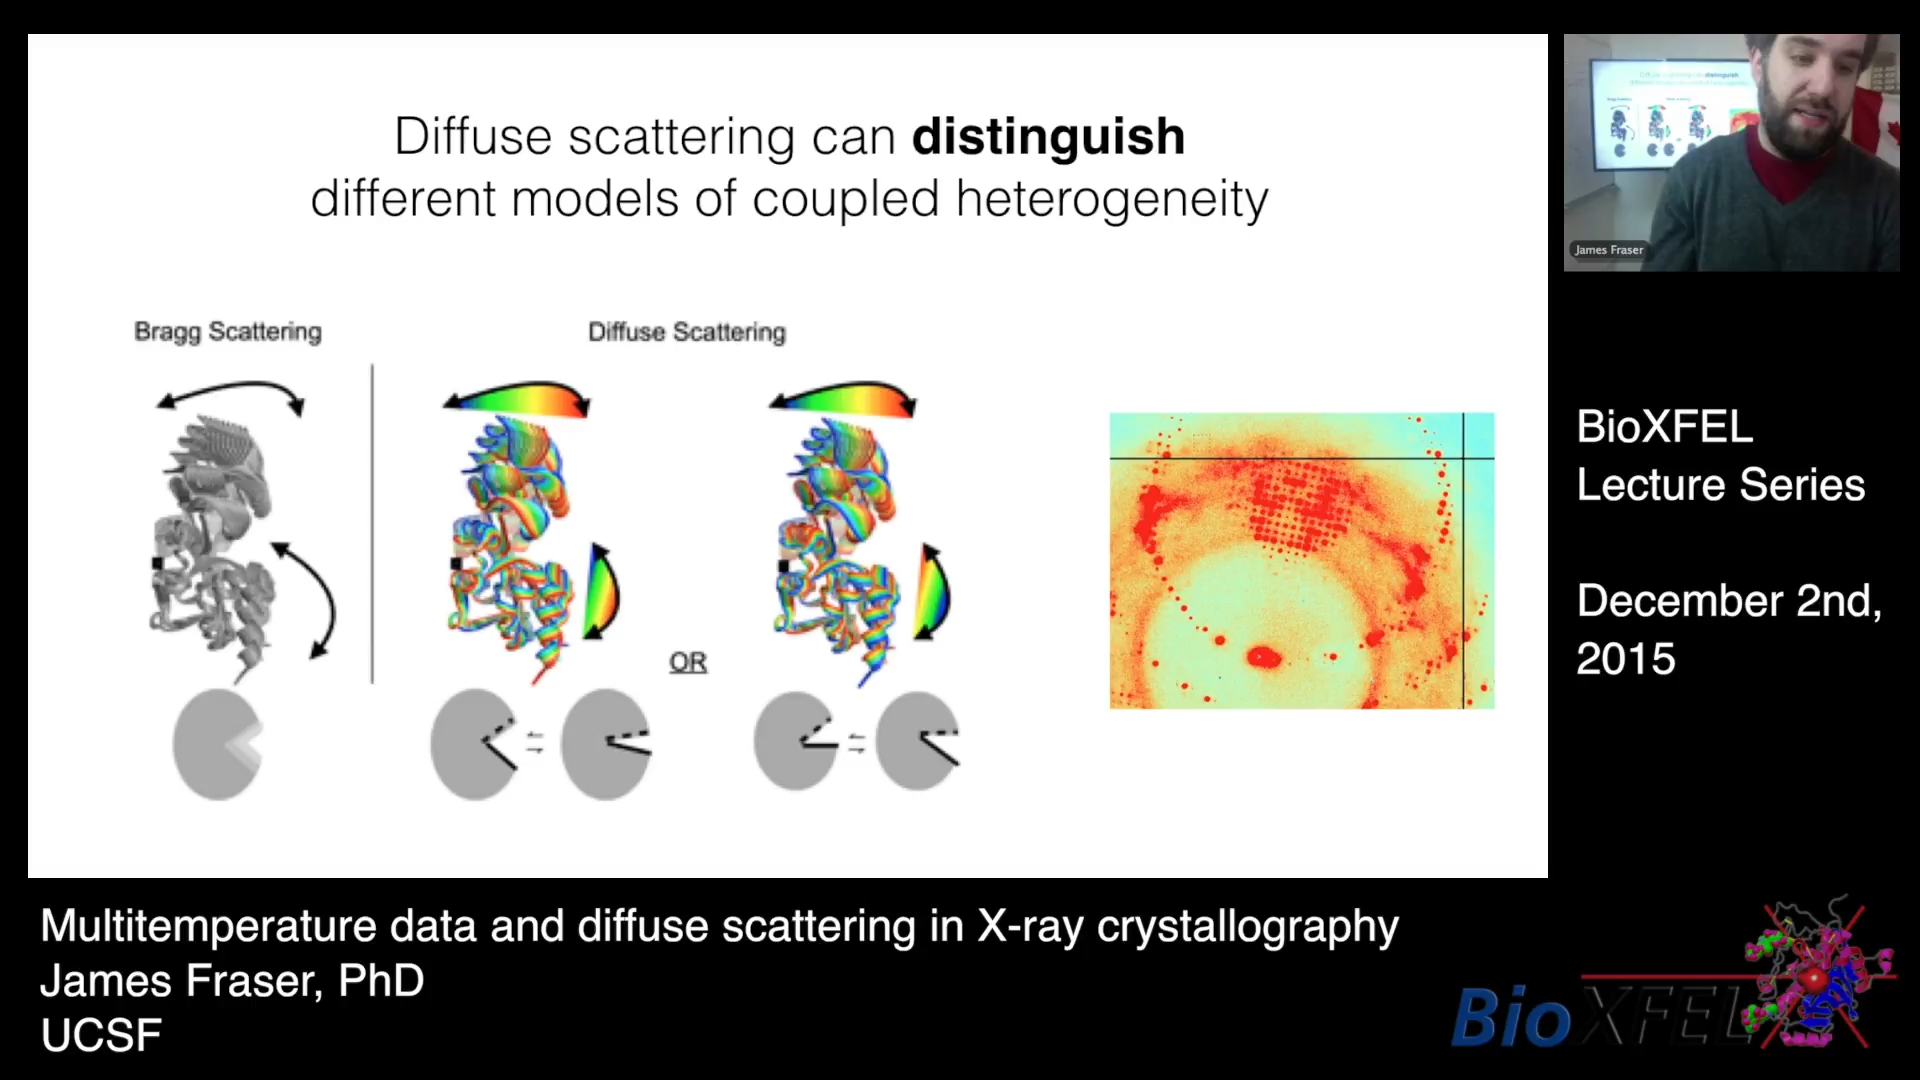 Diffuse scattering can distinguish
different models of coupled heterogeneity
Bragg Scattering
Diffuse Scattering
OR
James Fraser
BioXFEL
Lecture Series
December 2nd,
2015
Multitemperature data and diffuse scattering in X-ray crystallography
James Fraser, PhD
UCSF
BioXFEL